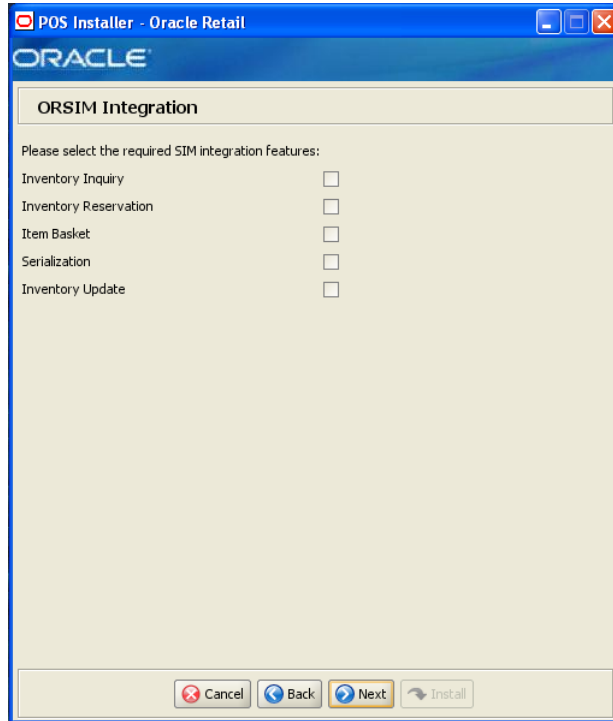 POS Installer - Oracle Retail
ORACLE
ORSIM Integration
Please select the required SIM integration features:
Inventory Inquiry
Inventory Reservation
Item Basket
Serialization
Inventory Update
Cancel
Back
Next
Install